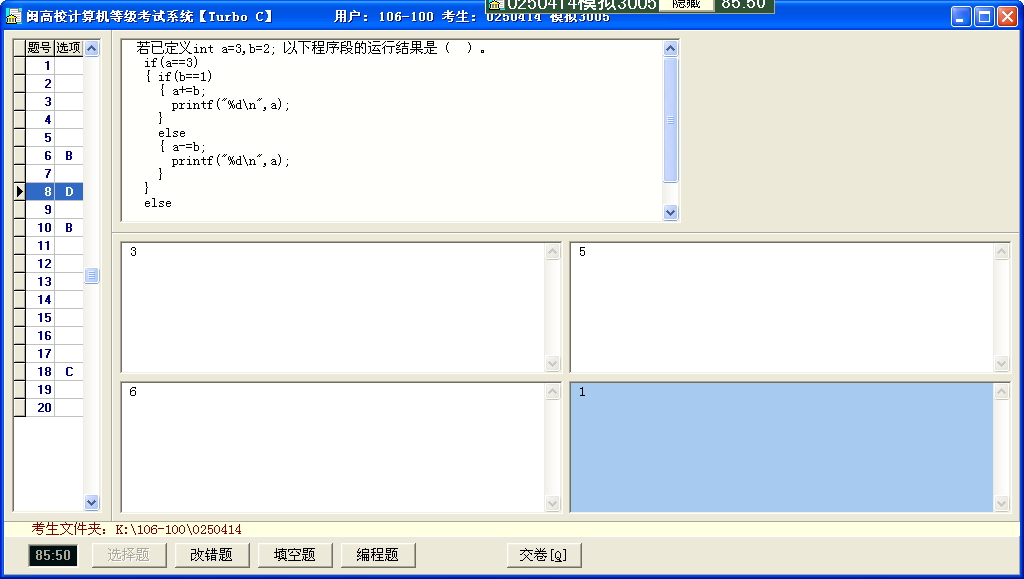 0250414模拟3005 隐藏 85:50
闽高校计算机等级考试系统【Turbo C】 用户: 106-100 考生: 0250414 模拟3005
题号 选项
1
2
3
4
5
6 B
7
8 D
9
10 B
11
12
13
14
15
16
17
18 C
19
20
若已定义int a=3,b=2; 以下程序段的运行结果是（ ）。
if(a==3)
{ if(b==1)
{ a+=b;
printf("%d\n",a);
}
else
{ a-=b;
printf("%d\n",a);
}
}
else
3
5
6
1
考生文件夹: K:\106-100\0250414
85:50 选择题 改错题 填空题 编程题 交卷[Q]